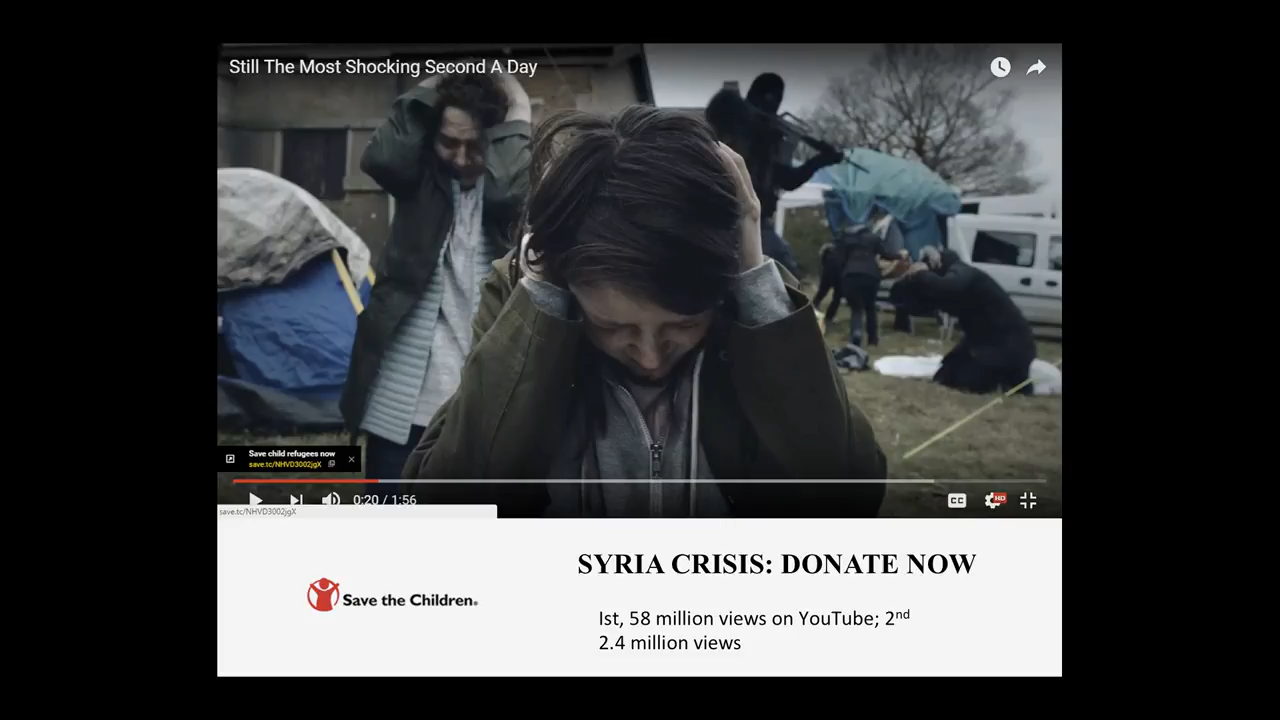 Still The Most Shocking Second A Day
Save child refugees now
save.tc/NHVD3002jgX
0:20 / 1:56
CC
HD
save.tc/NHVD3002jgX
SYRIA CRISIS: DONATE NOW
Save the Children®
Ist, 58 million views on YouTube; 2nd
2.4 million views